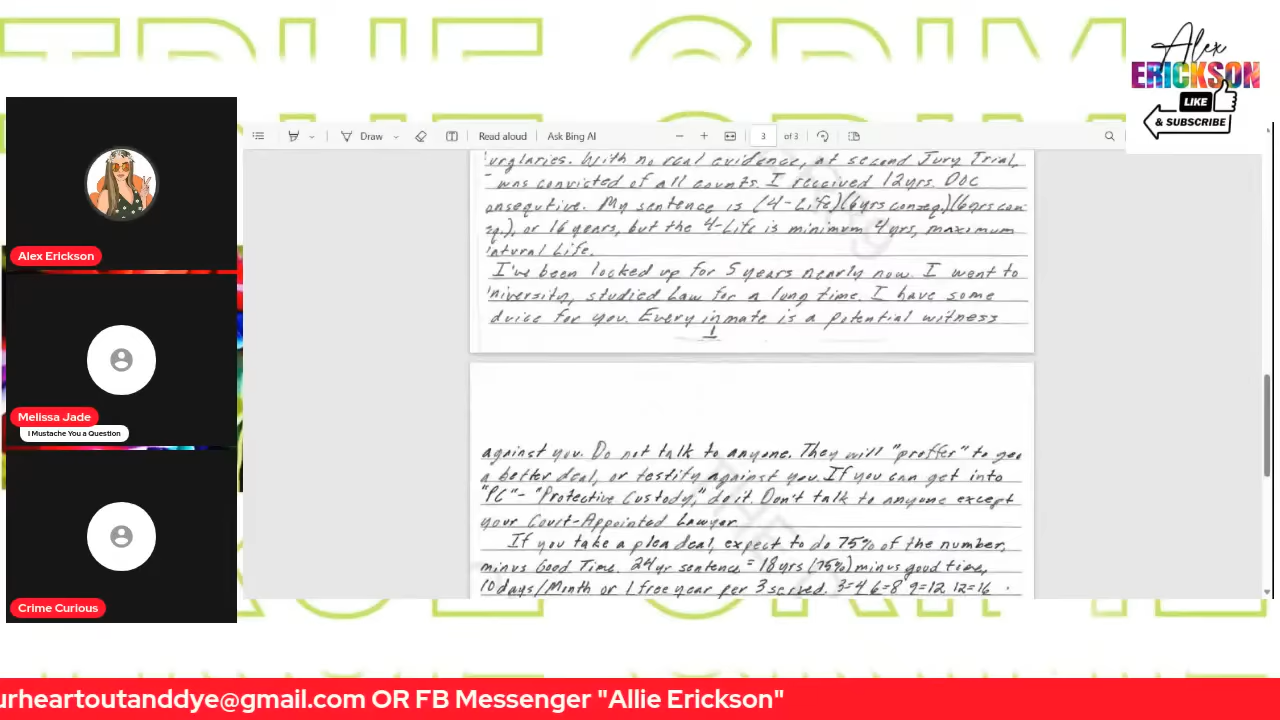 TRUE CRIME
Alex
ERICKSON
LIKE
& SUBSCRIBE
Alex Erickson
Melissa Jade
I Mustache You a Question
Crime Curious
Draw
Read aloud
Ask Bing AI
3
of 3
urglaries. With no real evidence, at second Jury Trial,
was convicted of all counts. I received 12yrs. DOC
onsequtive. My sentence is (4-Life)(6yrs conseq.)(6yrs con
eq.), or 16 years, but the 4-Life is minimum 4yrs, maximum
atural Life.
I've been locked up for 5 years nearly now. I went to
niversity, studied Law for a long time. I have some
dvice for you. Every inmate is a potential witness
1
against you. Do not talk to anyone. They will "proffer" to get
a better deal, or testify against you. If you can get into
"PC"- "Protective Custody," do it. Don't talk to anyone except
your Court-Appointed Lawyer.
If you take a plea deal, expect to do 75% of the number,
minus Good Time. 24yr sentence = 18yrs (75%) minus good time,
10 days/Month or 1 free year per 3 served. 3=4 6=8 9=12 12=16
urheartoutanddye@gmail.com OR FB Messenger "Allie Erickson"